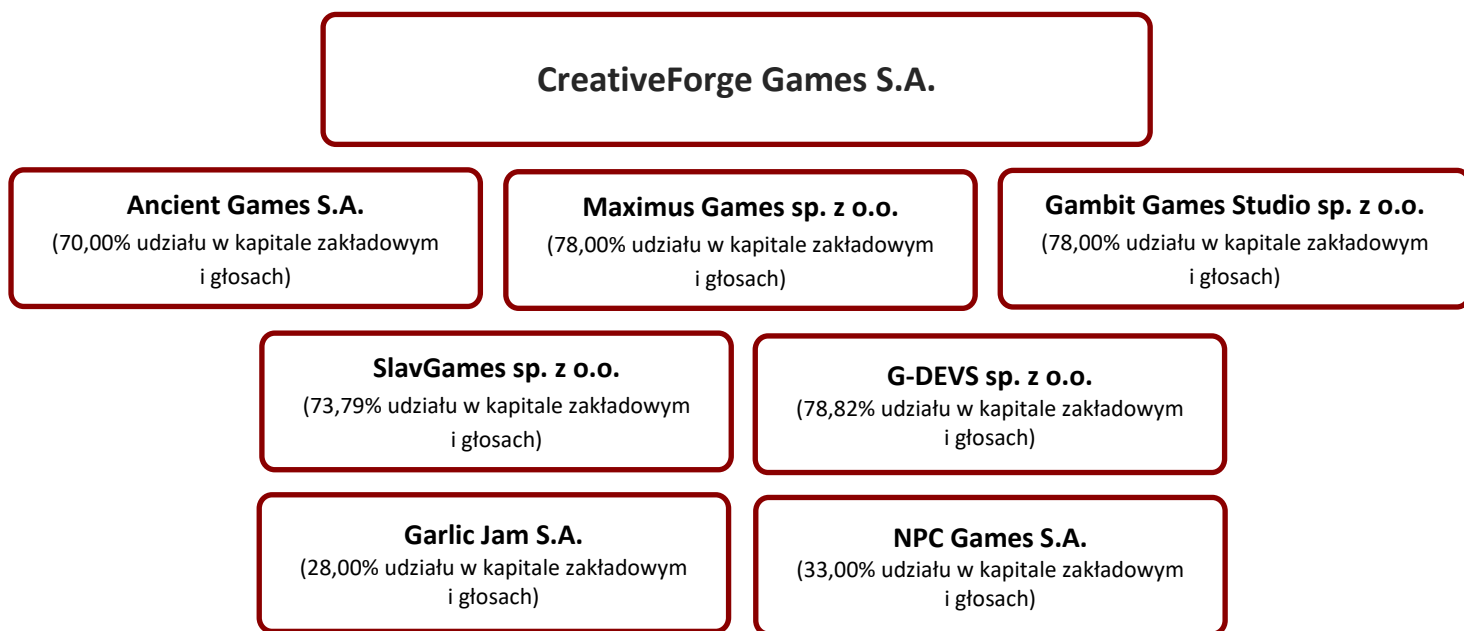 CreativeForge Games S.A.
Ancient Games S.A.
(70,00% udziału w kapitale zakładowym
i głosach)
Maximus Games sp. z o.o.
(78,00% udziału w kapitale zakładowym
i głosach)
Gambit Games Studio sp. z o.o.
(78,00% udziału w kapitale zakładowym
i głosach)
SlavGames sp. z o.o.
(73,79% udziału w kapitale zakładowym
i głosach)
G-DEVS sp. z o.o.
(78,82% udziału w kapitale zakładowym
i głosach)
Garlic Jam S.A.
(28,00% udziału w kapitale zakładowym
i głosach)
NPC Games S.A.
(33,00% udziału w kapitale zakładowym
i głosach)